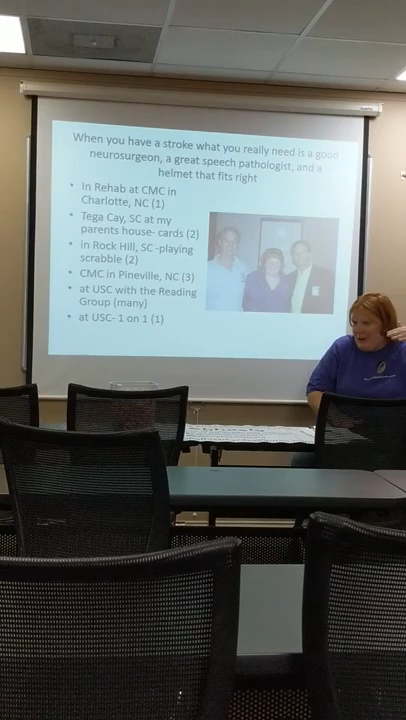 When you have a stroke what you really need is a good
neurosurgeon, a great speech pathologist, and a
helmet that fits right
• In Rehab at CMC in
Charlotte, NC (1)
• Tega Cay, SC at my
parents house- cards (2)
• in Rock Hill, SC -playing
scrabble (2)
• CMC in Pineville, NC (3)
• at USC with the Reading
Group (many)
• at USC- 1 on 1 (1)